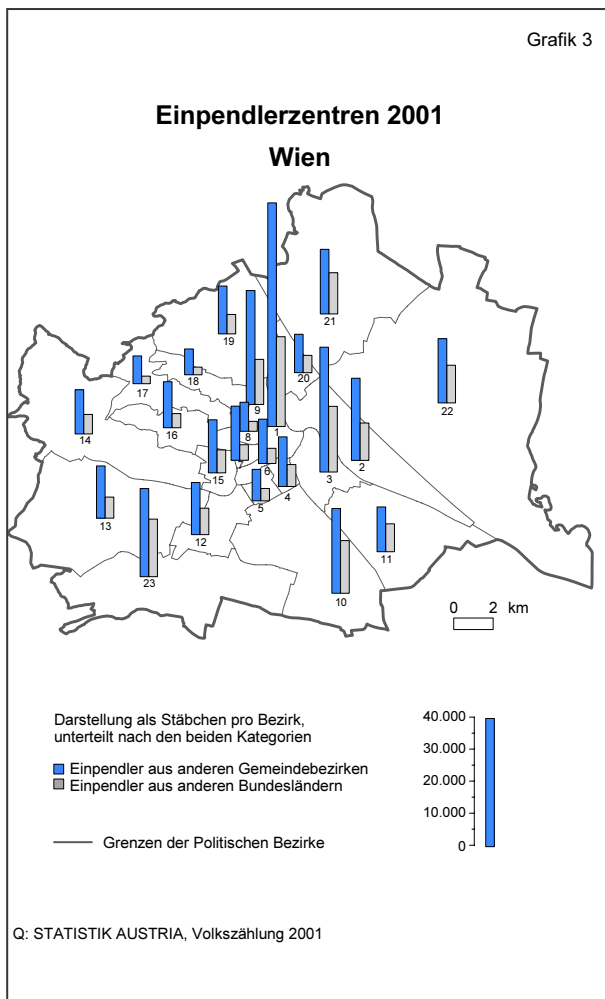 Grafik 3
Einpendlerzentren 2001
Wien
21
19
20
18
17
9
22
16
8
1
14
7
6
2
15
3
4
5
13
12
11
23
10
0 2 km
Darstellung als Stäbchen pro Bezirk,
unterteilt nach den beiden Kategorien
Einpendler aus anderen Gemeindebezirken
Einpendler aus anderen Bundesländern
Grenzen der Politischen Bezirke
40.000
30.000
20.000
10.000
0
Q: STATISTIK AUSTRIA, Volkszählung 2001